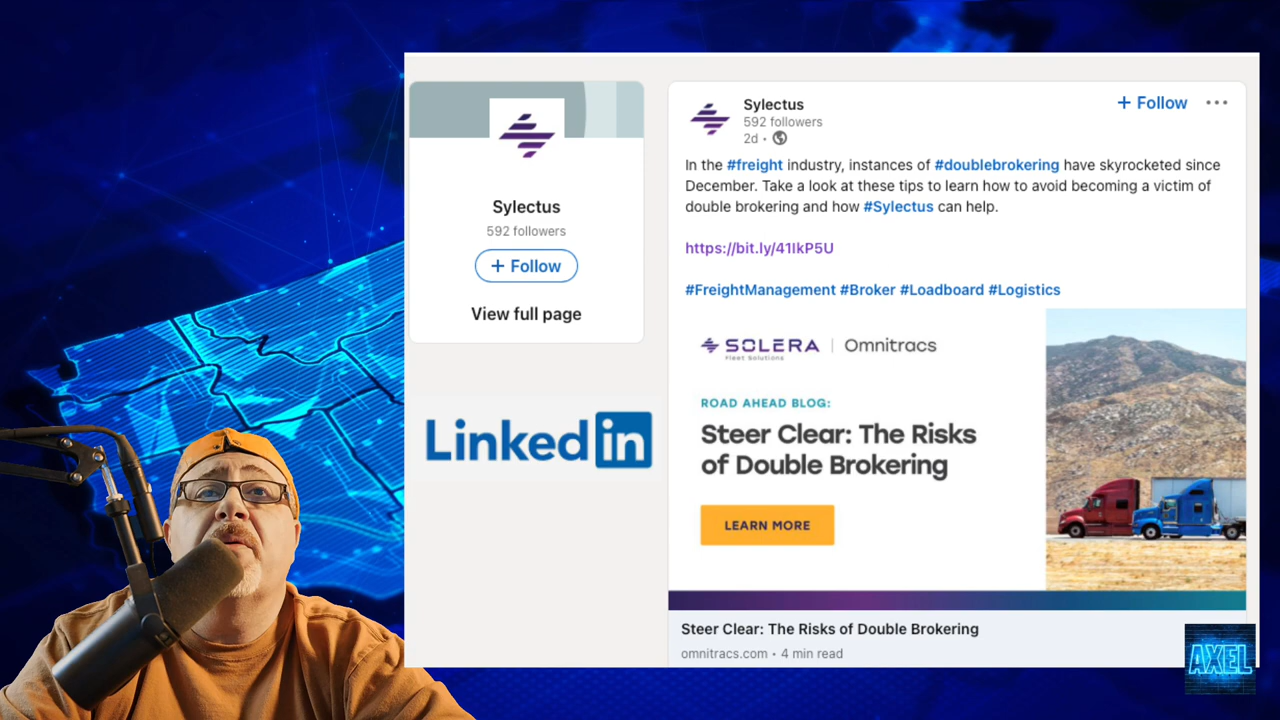 Sylectus
592 followers
+ Follow
View full page
LinkedIn
Sylectus
592 followers
2d •
+ Follow
In the #freight industry, instances of #doublebrokering have skyrocketed since
December. Take a look at these tips to learn how to avoid becoming a victim of
double brokering and how #Sylectus can help.
https://bit.ly/41IkP5U
#FreightManagement #Broker #Loadboard #Logistics
SOLERA | Omnitracs
Fleet Solutions
ROAD AHEAD BLOG:
Steer Clear: The Risks
of Double Brokering
LEARN MORE
Steer Clear: The Risks of Double Brokering
omnitracs.com • 4 min read
AXEL